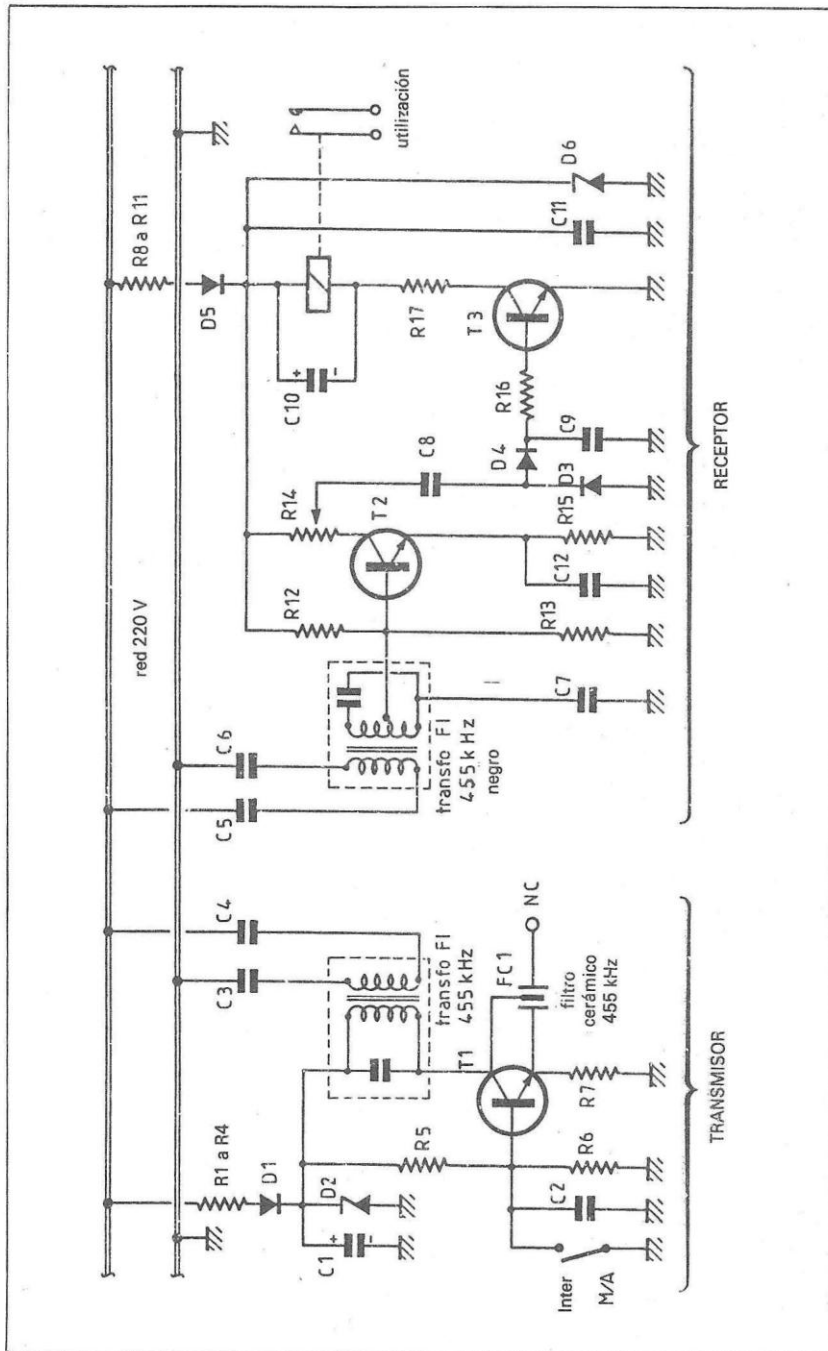 red 220 V
R8 a R11
D5
C10
+
-
R17
T3
utilización
C11
D6
R14
T2
R12
C8
D4
R16
C9
D3
R15
C12
R13
C7
C6
C5
transfo FI
455 kHz
negro
RECEPTOR
C4
C3
transfo FI
455 kHz
R1 a R4
D1
D2
C1
+
-
R5
T1
FC1
NC
filtro
cerámico
455 kHz
R7
R6
C2
Inter
M/A
TRANSMISOR